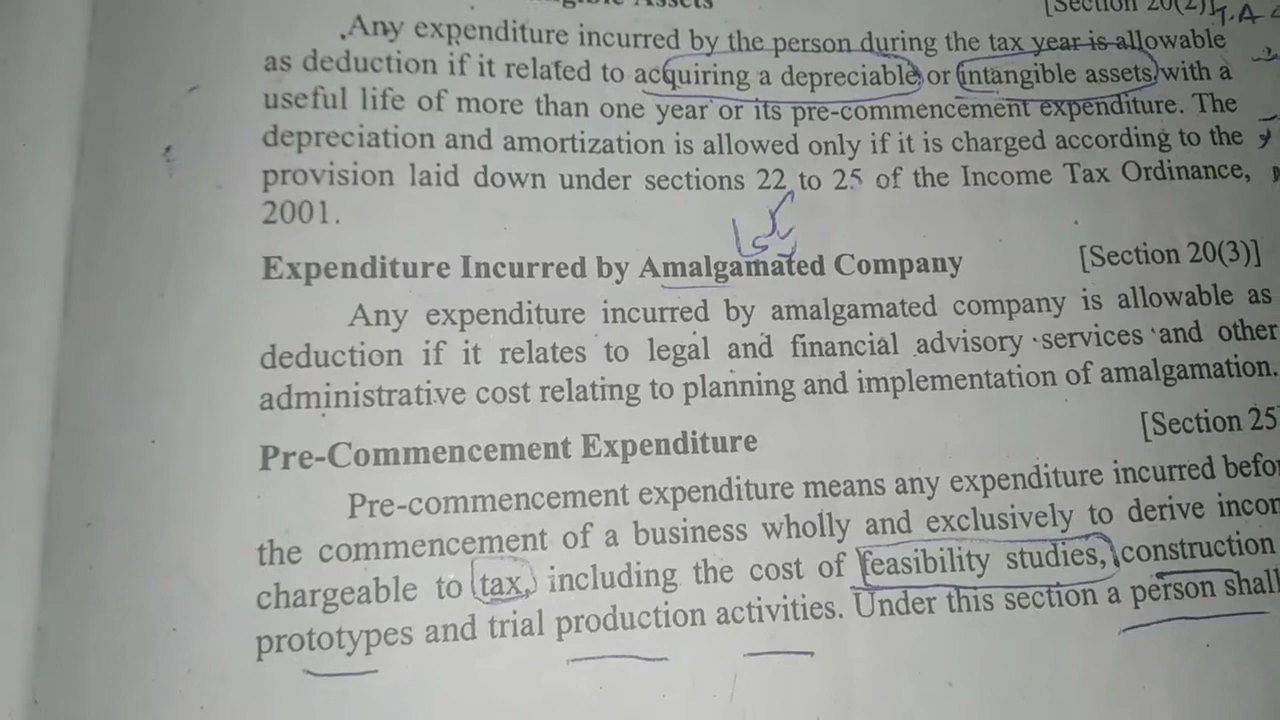 Assets
[Section 20(2)] T.A
Any expenditure incurred by the person during the tax year is allowable
as deduction if it related to acquiring a depreciable or intangible assets with a
useful life of more than one year or its pre-commencement expenditure. The
depreciation and amortization is allowed only if it is charged according to the
provision laid down under sections 22 to 25 of the Income Tax Ordinance,
2001.
Expenditure Incurred by Amalgamated Company [Section 20(3)]
Any expenditure incurred by amalgamated company is allowable as
deduction if it relates to legal and financial advisory services and other
administrative cost relating to planning and implementation of amalgamation.
Pre-Commencement Expenditure [Section 25
Pre-commencement expenditure means any expenditure incurred befor
the commencement of a business wholly and exclusively to derive incor
chargeable to tax, including the cost of feasibility studies, construction
prototypes and trial production activities. Under this section a person shall